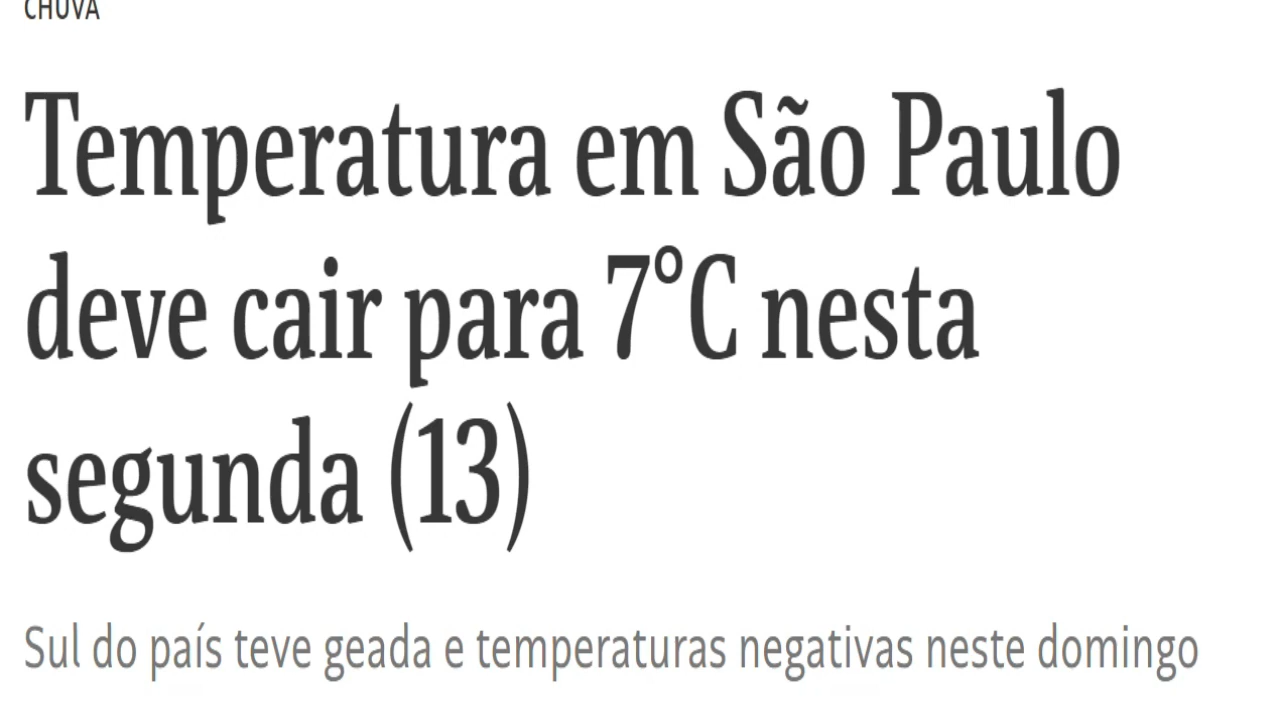 CHUVA
Temperatura em São Paulo
deve cair para 7°C nesta
segunda (13)
Sul do país teve geada e temperaturas negativas neste domingo